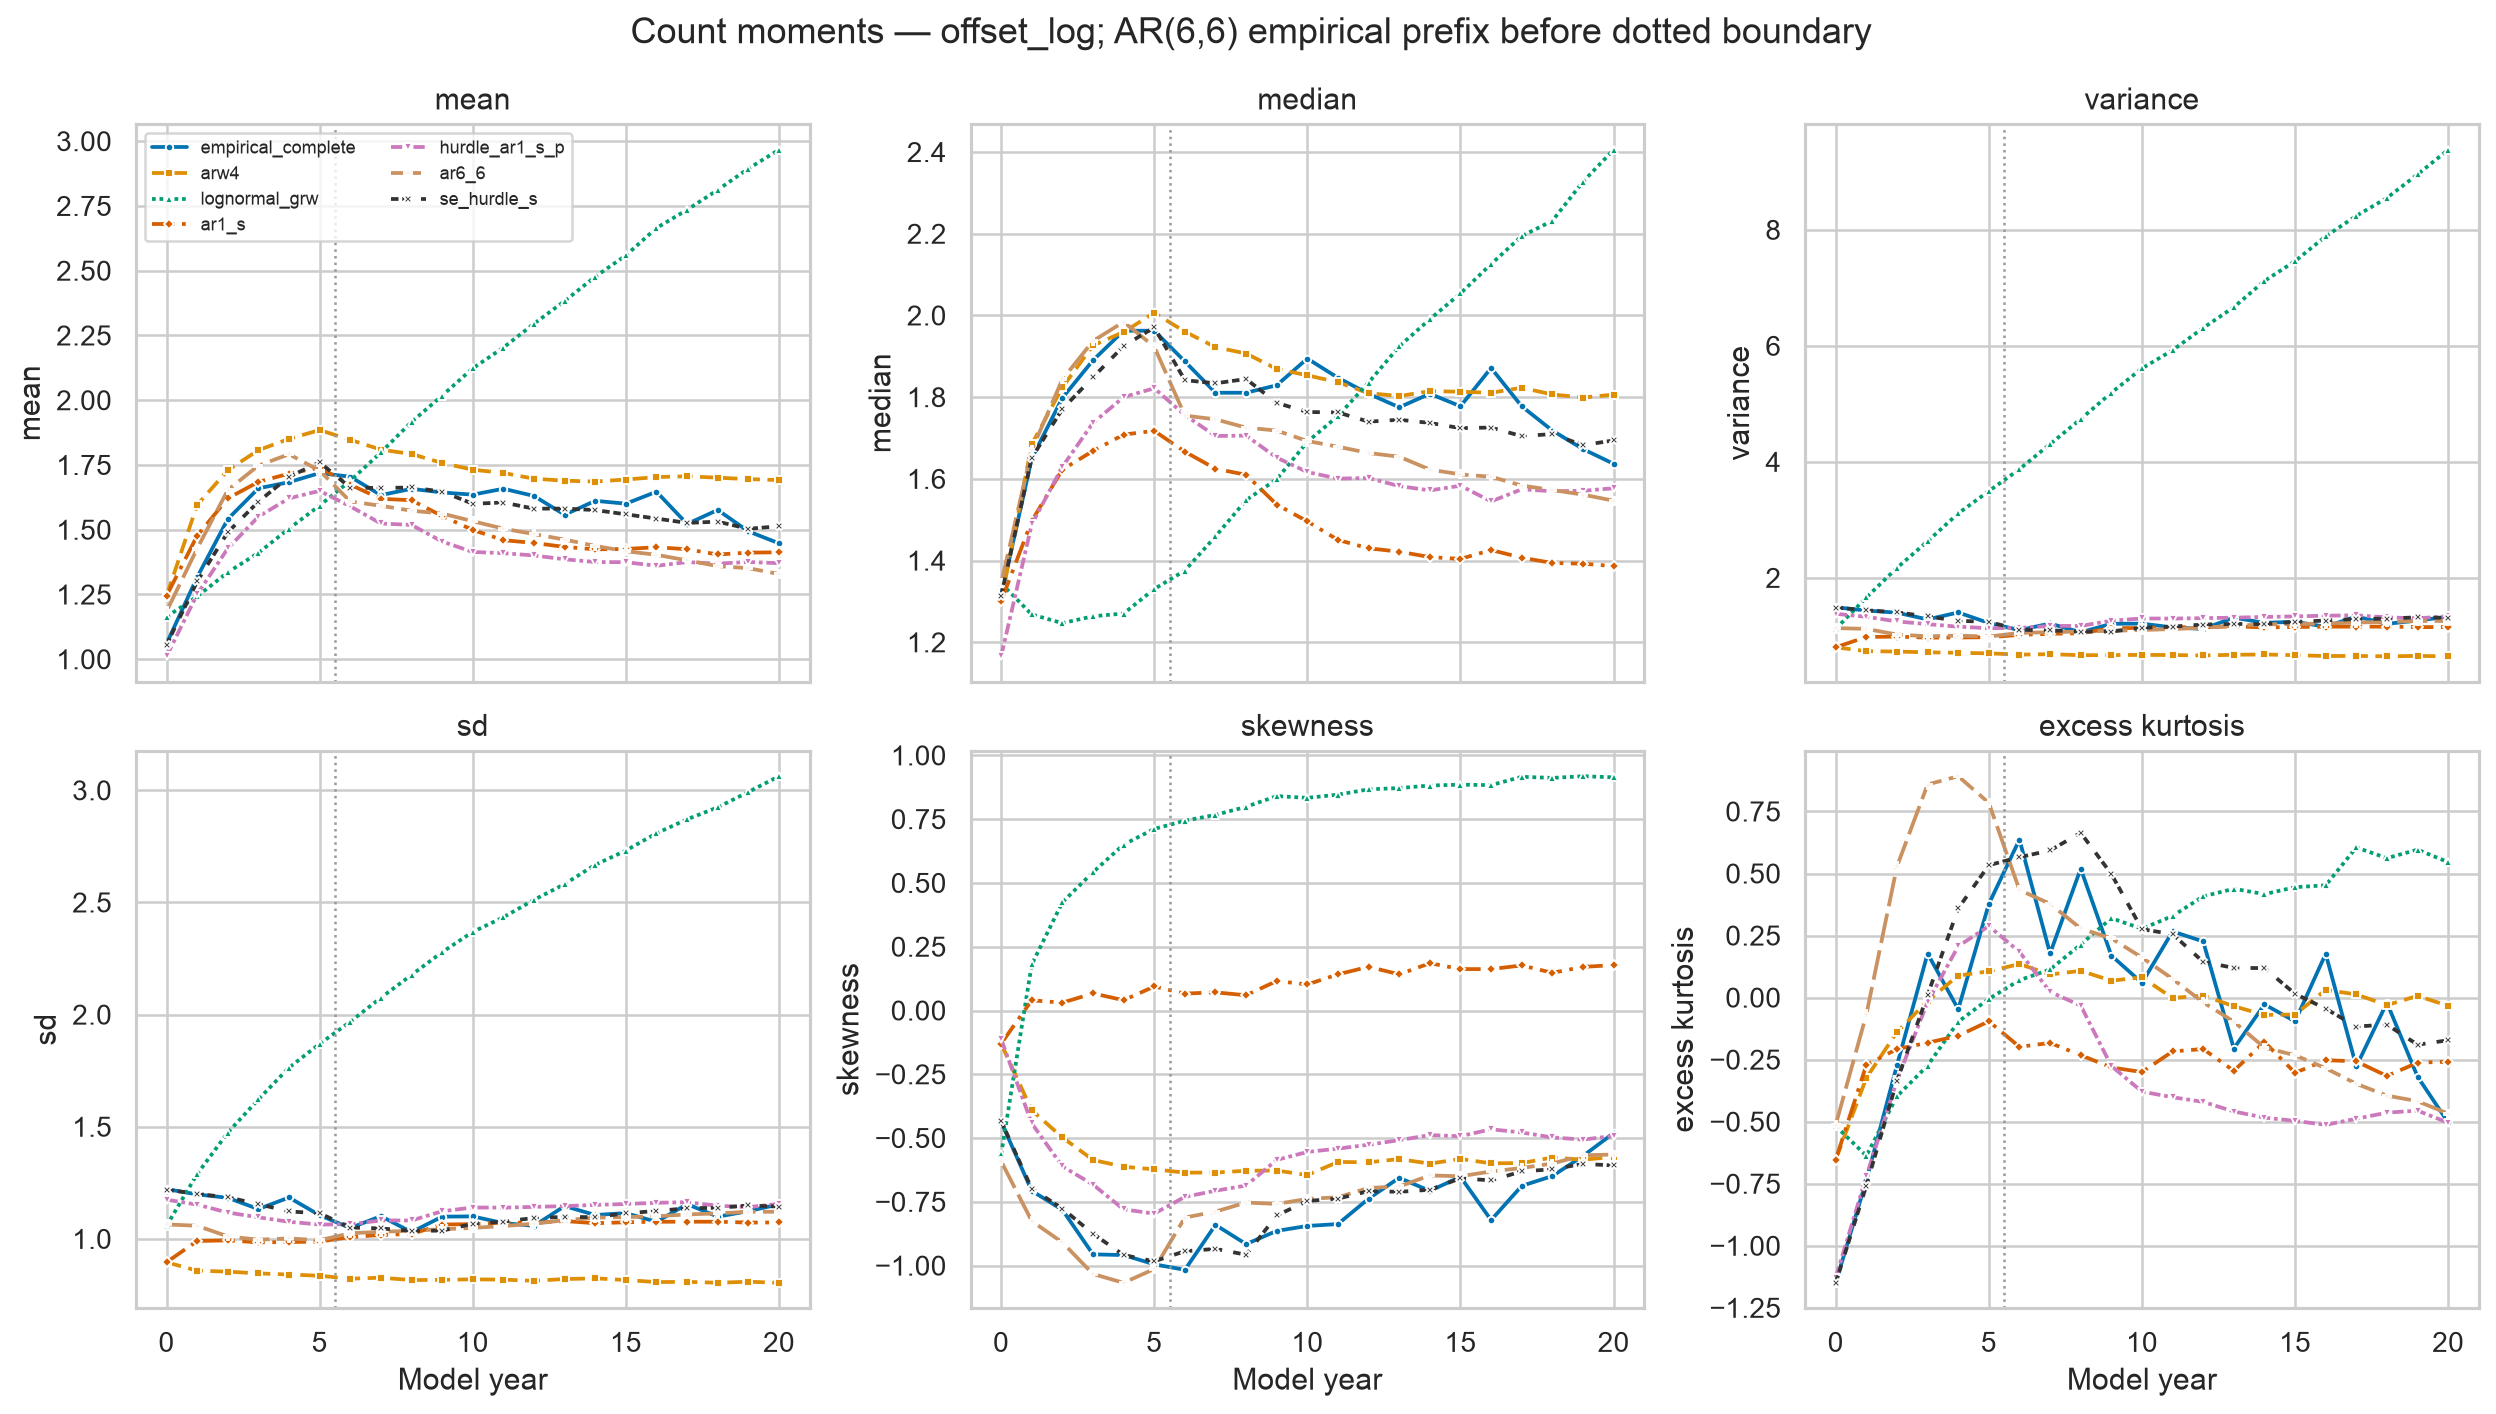 Count moments — offset_log; AR(6,6) empirical prefix before dotted boundary
mean
3.00
2.75
2.50
2.25
2.00
1.75
1.50
1.25
1.00
mean
empirical_complete
arw4
lognormal_grw
ar1_s
hurdle_ar1_s_p
ar6_6
se_hurdle_s
median
2.4
2.2
2.0
1.8
1.6
1.4
1.2
median
variance
8
6
4
2
variance
sd
3.0
2.5
2.0
1.5
1.0
sd
0
5
10
15
20
Model year
skewness
1.00
0.75
0.50
0.25
0.00
−0.25
−0.50
−0.75
−1.00
skewness
0
5
10
15
20
Model year
excess kurtosis
0.75
0.50
0.25
0.00
−0.25
−0.50
−0.75
−1.00
−1.25
excess kurtosis
0
5
10
15
20
Model year